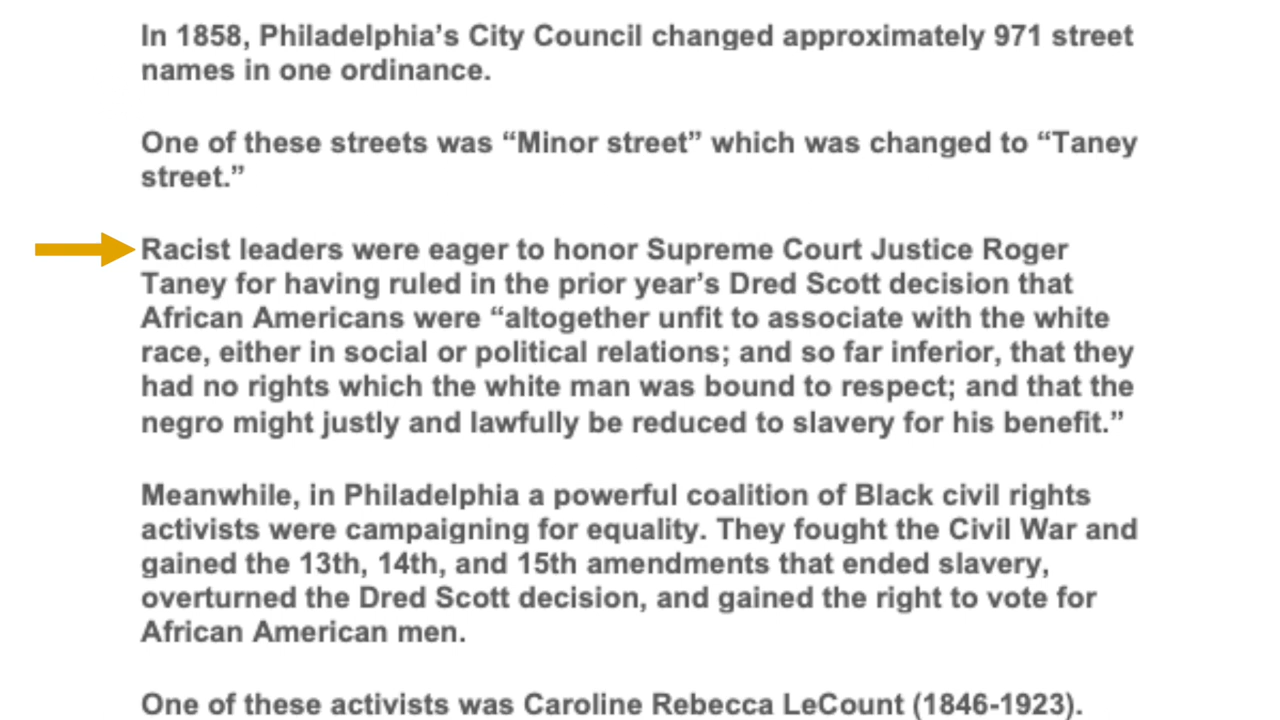 In 1858, Philadelphia’s City Council changed approximately 971 street
names in one ordinance.
One of these streets was “Minor street” which was changed to “Taney
street.”
Racist leaders were eager to honor Supreme Court Justice Roger
Taney for having ruled in the prior year’s Dred Scott decision that
African Americans were “altogether unfit to associate with the white
race, either in social or political relations; and so far inferior, that they
had no rights which the white man was bound to respect; and that the
negro might justly and lawfully be reduced to slavery for his benefit.”
Meanwhile, in Philadelphia a powerful coalition of Black civil rights
activists were campaigning for equality. They fought the Civil War and
gained the 13th, 14th, and 15th amendments that ended slavery,
overturned the Dred Scott decision, and gained the right to vote for
African American men.
One of these activists was Caroline Rebecca LeCount (1846-1923).